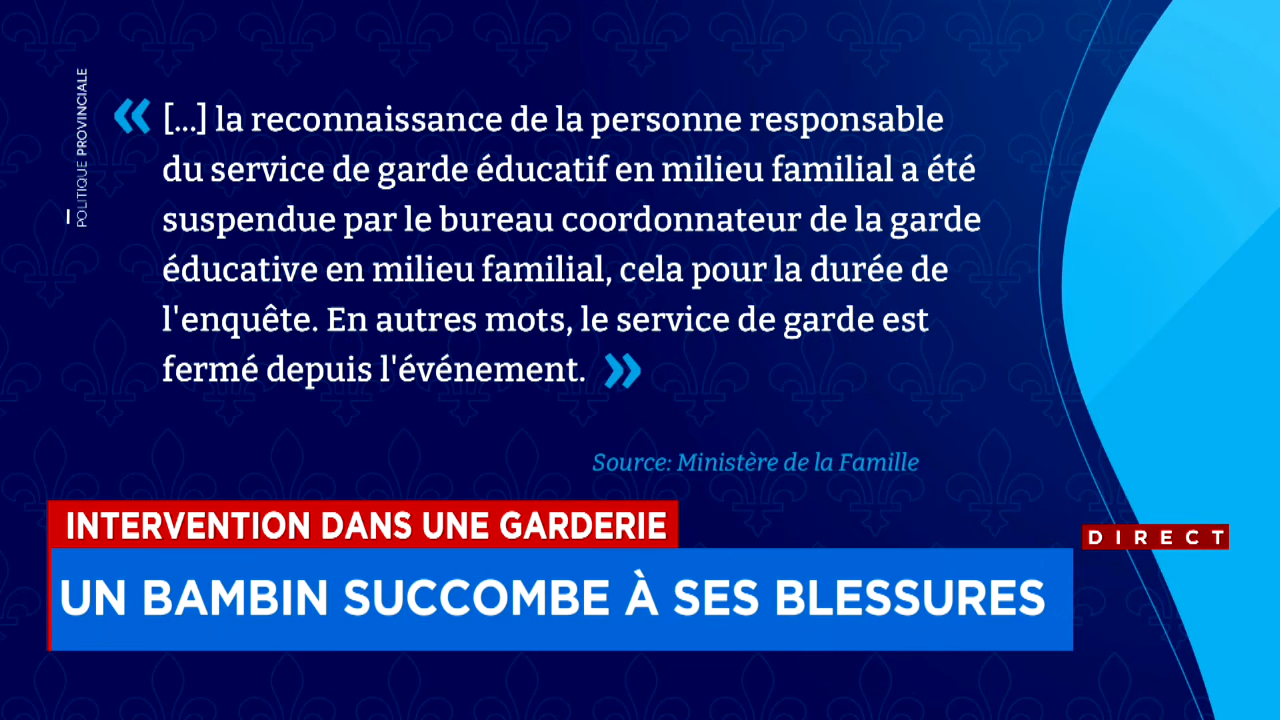 POLITIQUE PROVINCIALE
« [...] la reconnaissance de la personne responsable
du service de garde éducatif en milieu familial a été
suspendue par le bureau coordonnateur de la garde
éducative en milieu familial, cela pour la durée de
l'enquête. En autres mots, le service de garde est
fermé depuis l'événement. »
Source: Ministère de la Famille
INTERVENTION DANS UNE GARDERIE
DIRECT
UN BAMBIN SUCCOMBE À SES BLESSURES